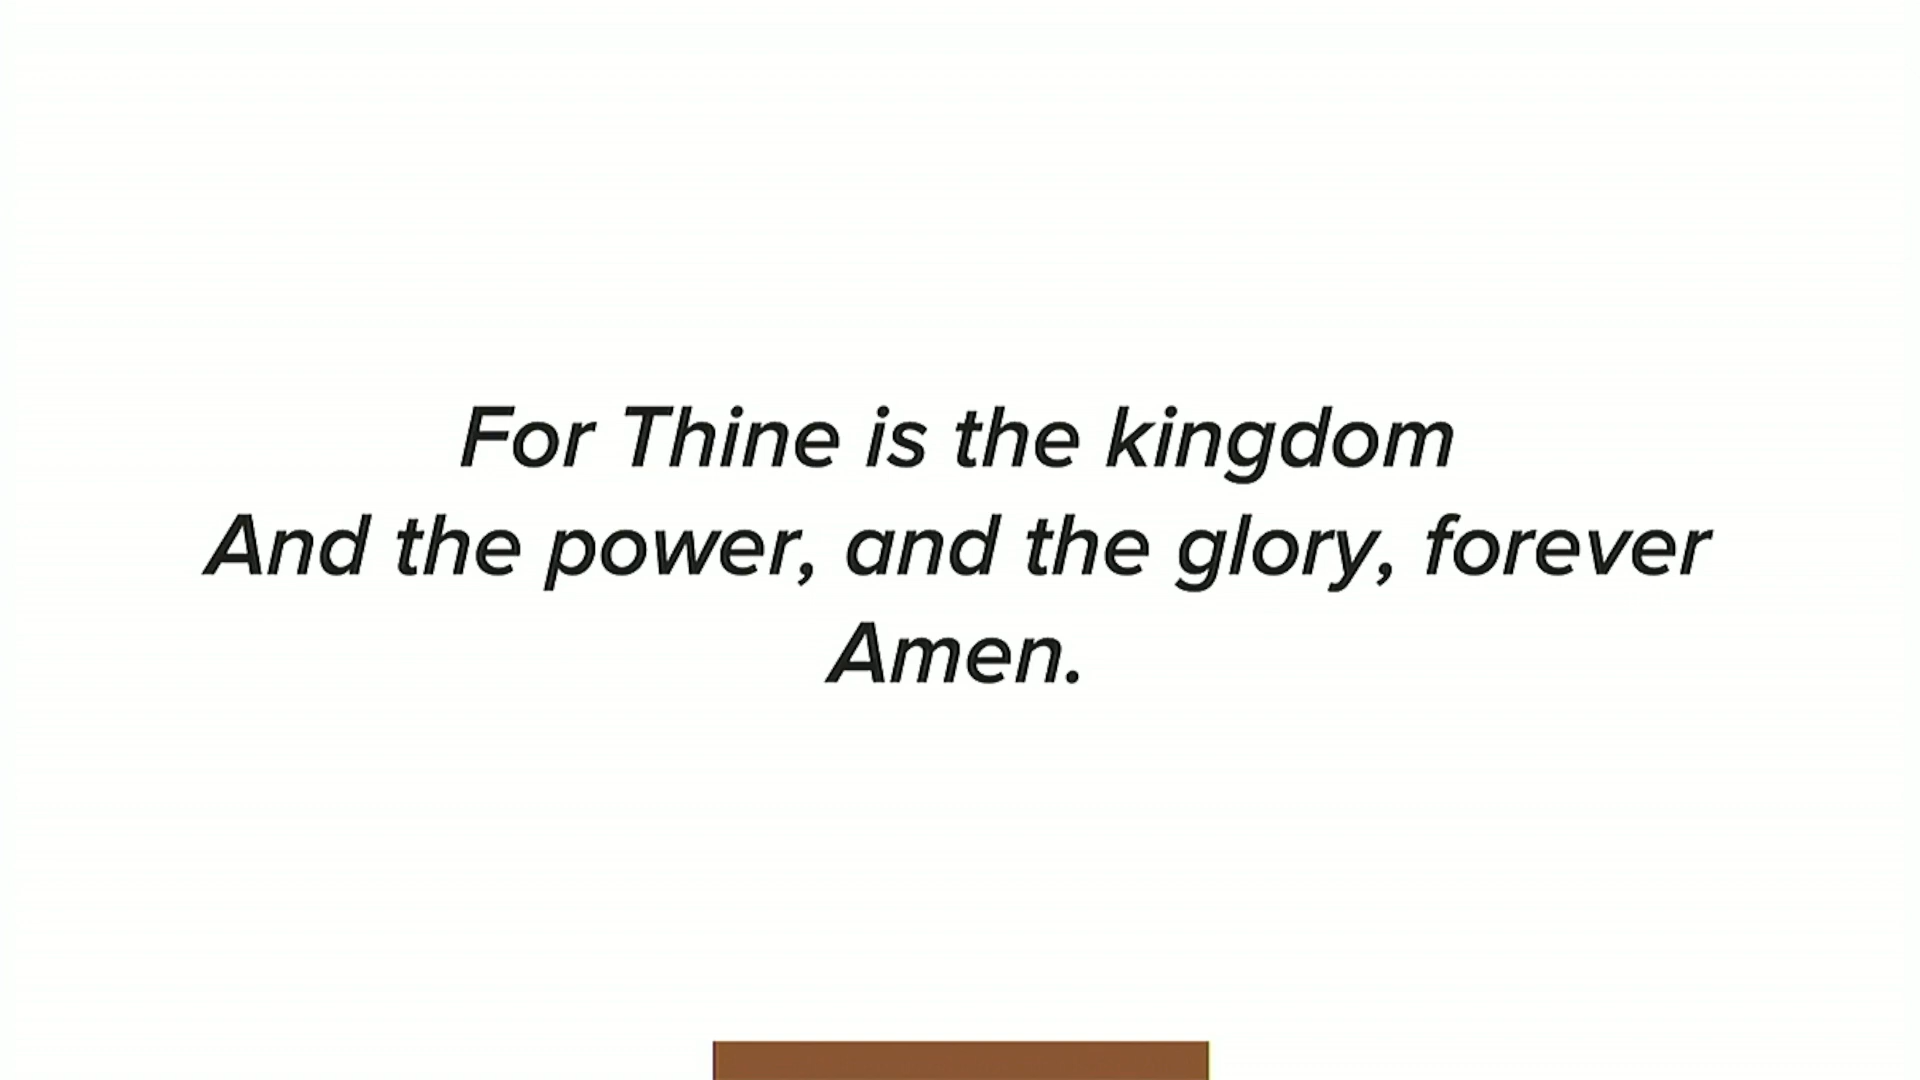 For Thine is the kingdom
And the power, and the glory, forever
Amen.